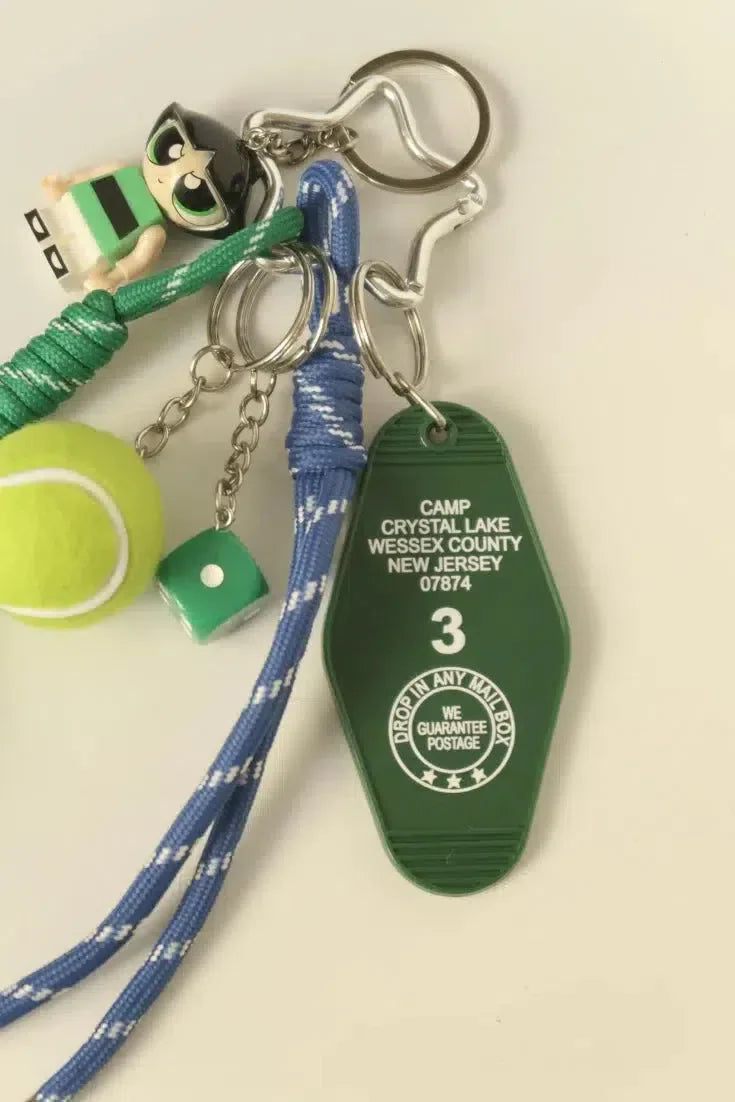 CAMP
CRYSTAL LAKE
WESSEX COUNTY
NEW JERSEY
07874
3
DROP IN ANY MAIL BOX
WE
GUARANTEE
POSTAGE